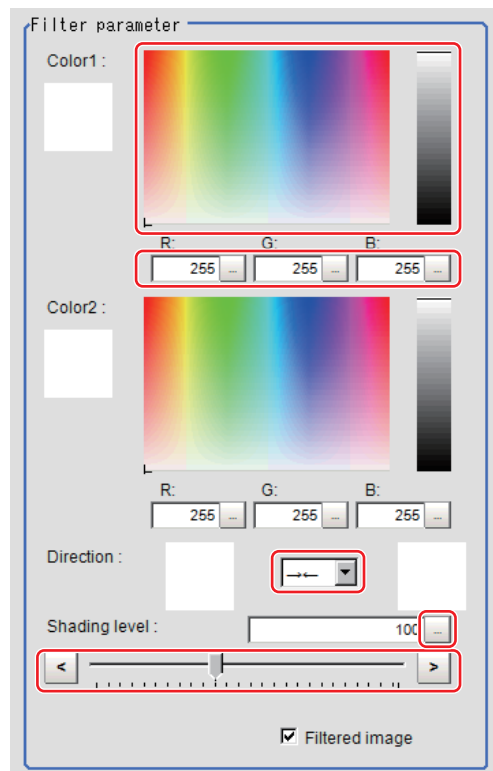 Filter parameter
Color1 :
R: G: B:
255 ... 255 ... 255 ...
Color2 :
R: G: B:
255 ... 255 ... 255 ...
Direction : →←
Shading level : 100 ...
< >
Filtered image